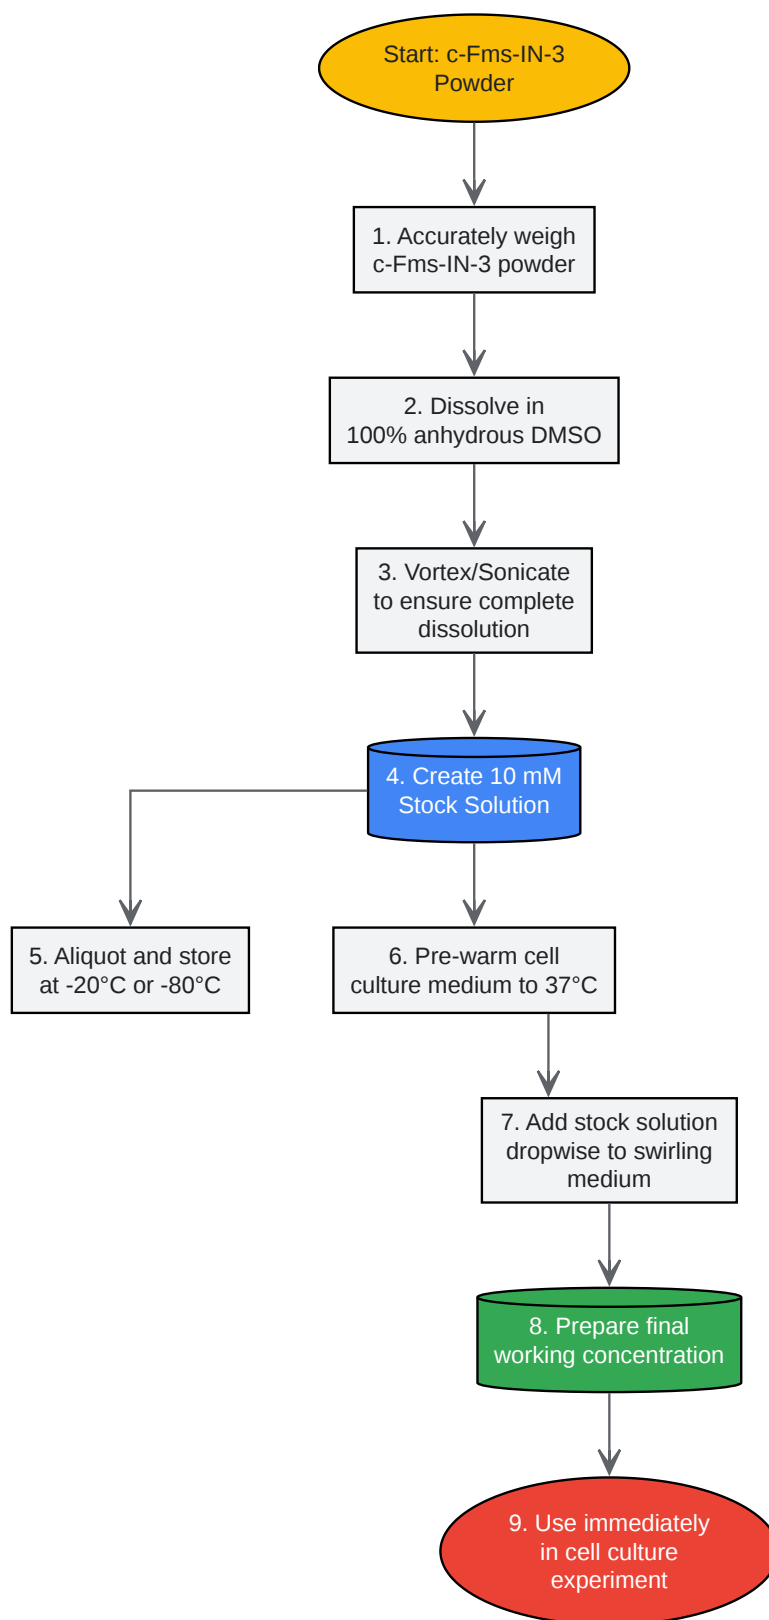 Start: c-Fms-IN-3
Powder
1. Accurately weigh
c-Fms-IN-3 powder
2. Dissolve in
100% anhydrous DMSO
3. Vortex/Sonicate
to ensure complete
dissolution
4. Create 10 mM
Stock Solution
5. Aliquot and store
at -20°C or -80°C
6. Pre-warm cell
culture medium to 37°C
7. Add stock solution
dropwise to swirling
medium
8. Prepare final
working concentration
9. Use immediately
in cell culture
experiment